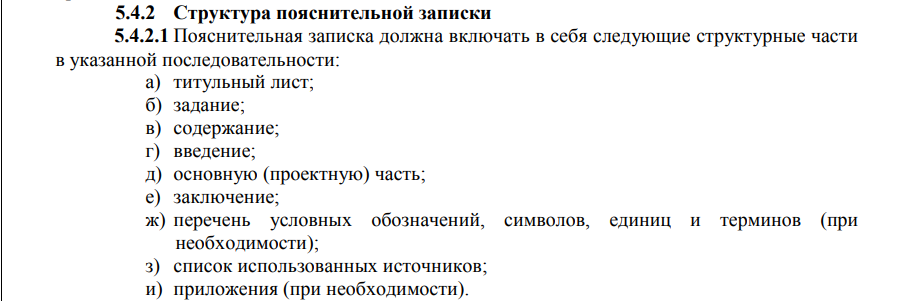 5.4.2 Структура пояснительной записки
5.4.2.1 Пояснительная записка должна включать в себя следующие структурные части
в указанной последовательности:
а) титульный лист;
б) задание;
в) содержание;
г) введение;
д) основную (проектную) часть;
е) заключение;
ж) перечень условных обозначений, символов, единиц и терминов (при
необходимости);
з) список использованных источников;
и) приложения (при необходимости).